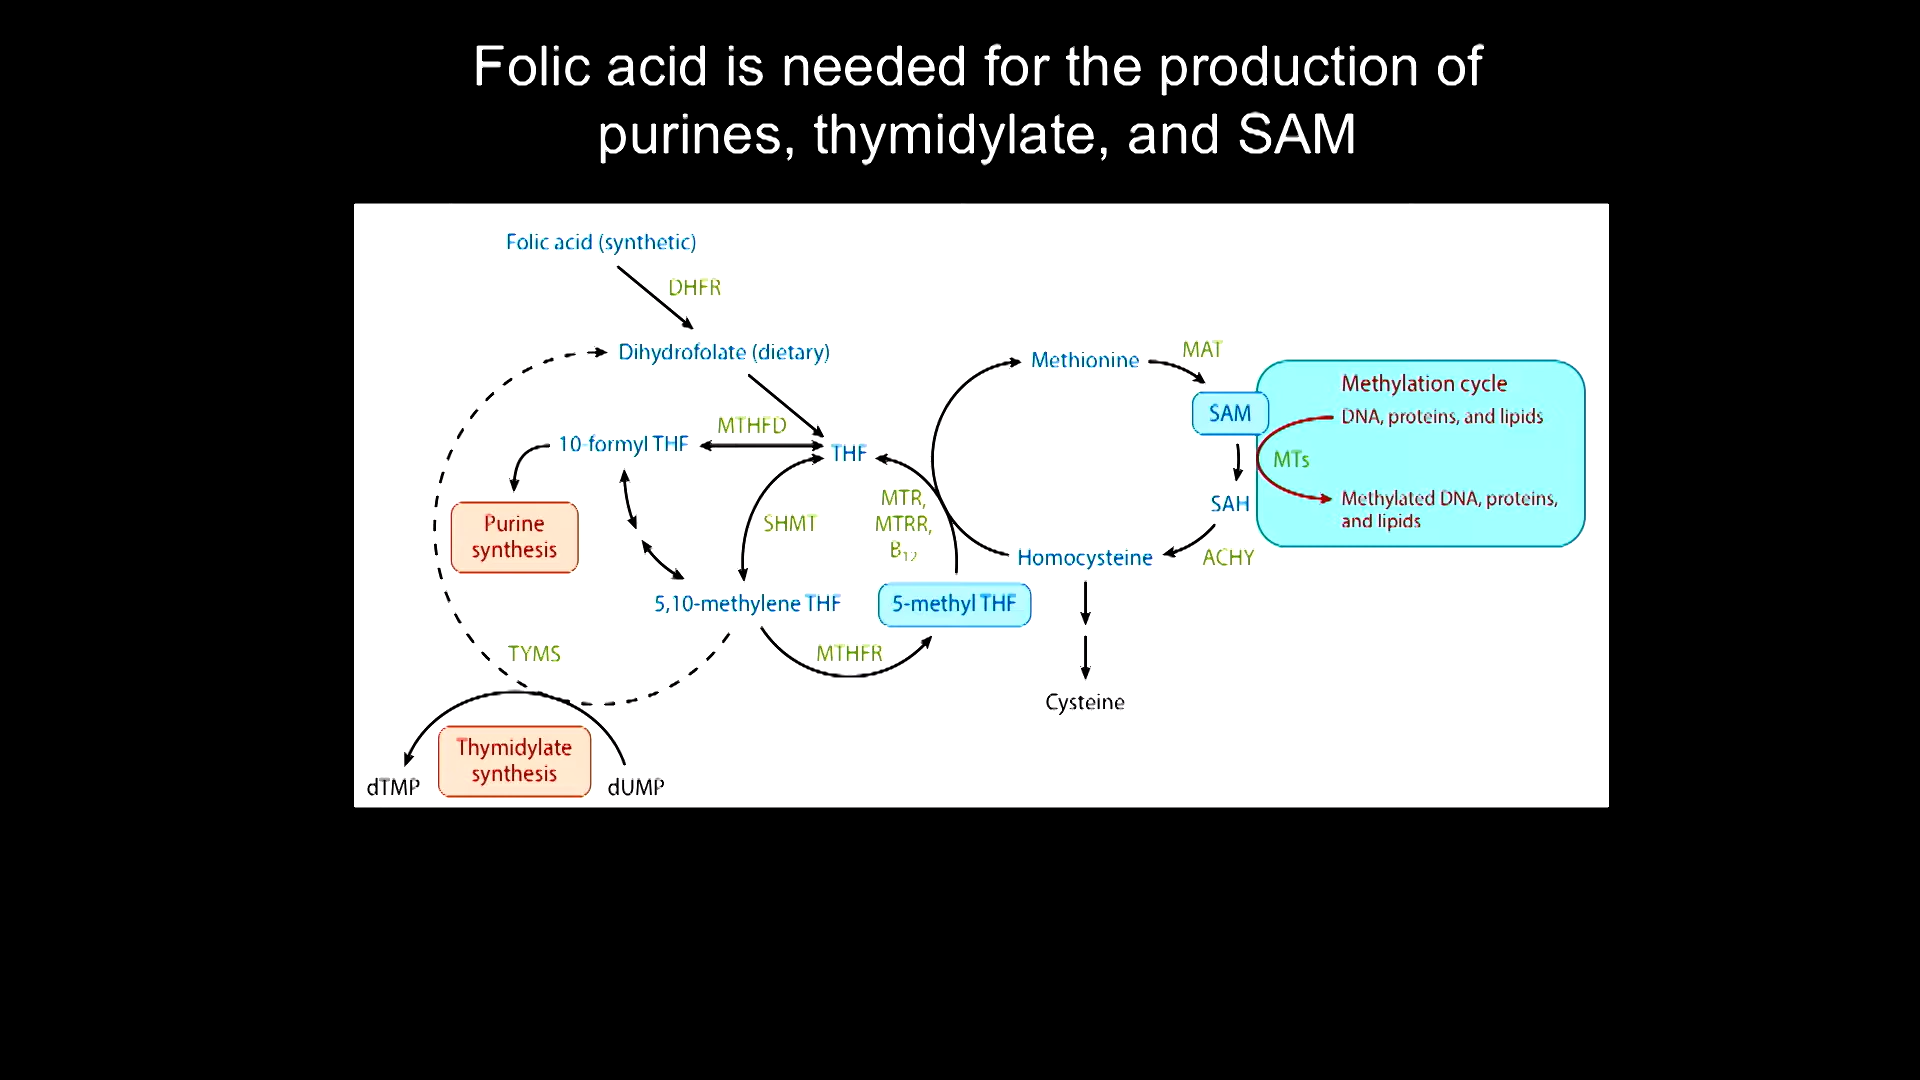 Folic acid is needed for the production of
purines, thymidylate, and SAM
Folic acid (synthetic)
DHFR
Dihydrofolate (dietary)
MTHFD
10-formyl THF
THF
Purine
synthesis
SHMT
MTR,
MTRR,
B12
5,10-methylene THF
5-methyl THF
MTHFR
TYMS
Thymidylate
synthesis
dTMP
dUMP
Methionine
MAT
SAM
Methylation cycle
DNA, proteins, and lipids
MTs
SAH
Methylated DNA, proteins,
and lipids
Homocysteine
ACHY
Cysteine